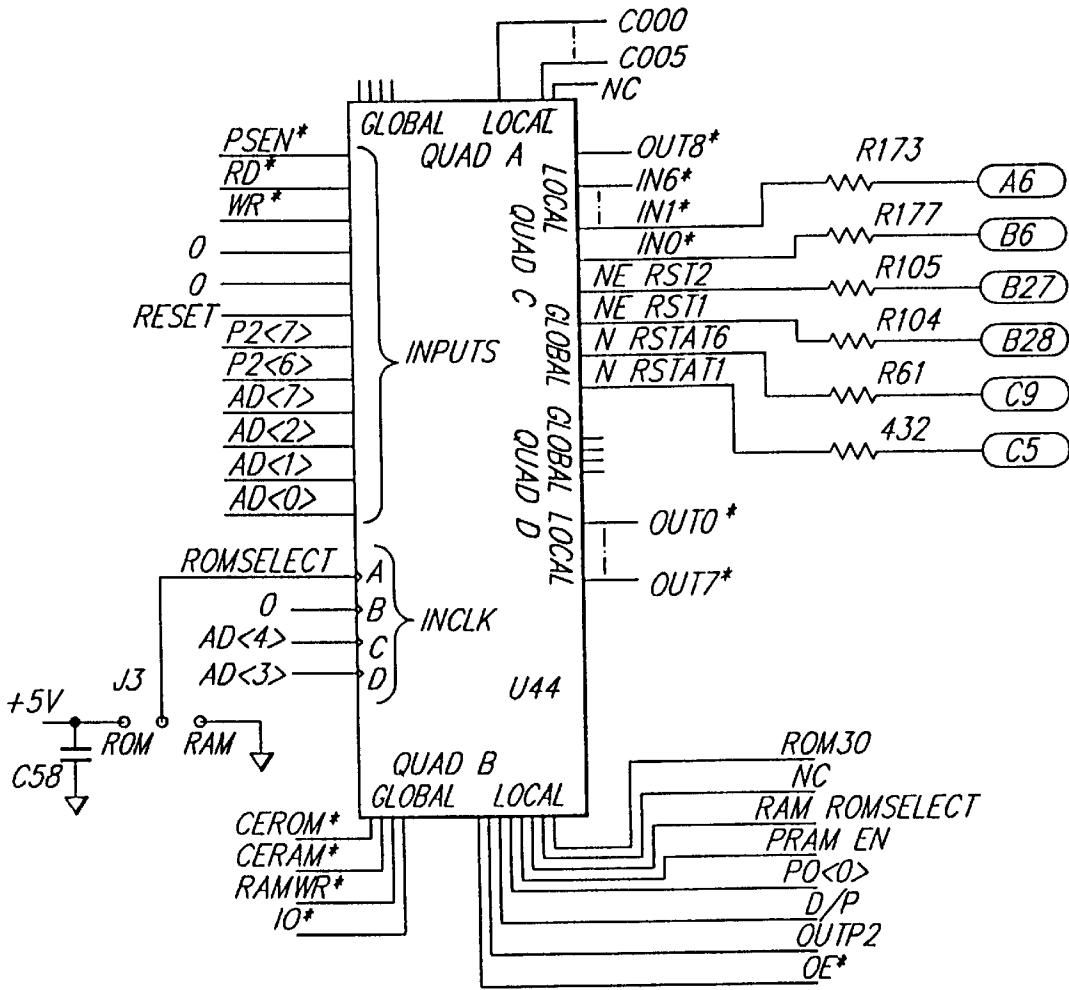 C000
C005
NC
GLOBAL LOCAL
QUAD A
PSEN*
RD*
WR*
0
0
RESET
P2<7>
P2<6>
AD<7>
AD<2>
AD<1>
AD<0>
INPUTS
ROMSELECT
0
AD<4>
AD<3>
A
B
C
D
INCLK
J3
+5V
ROM
RAM
C58
U44
LOCAL
QUAD C
GLOBAL
GLOBAL
QUAD D
LOCAL
OUT8*
IN6*
IN1*
IN0*
NE RST2
NE RST1
N RSTAT6
N RSTAT1
R173
A6
R177
B6
R105
B27
R104
B28
R61
C9
432
C5
OUT0*
OUT7*
QUAD B
GLOBAL LOCAL
CEROM*
CERAM*
RAMWR*
IO*
ROM30
NC
RAM ROMSELECT
PRAM EN
PO<0>
D/P
OUTP2
OE*